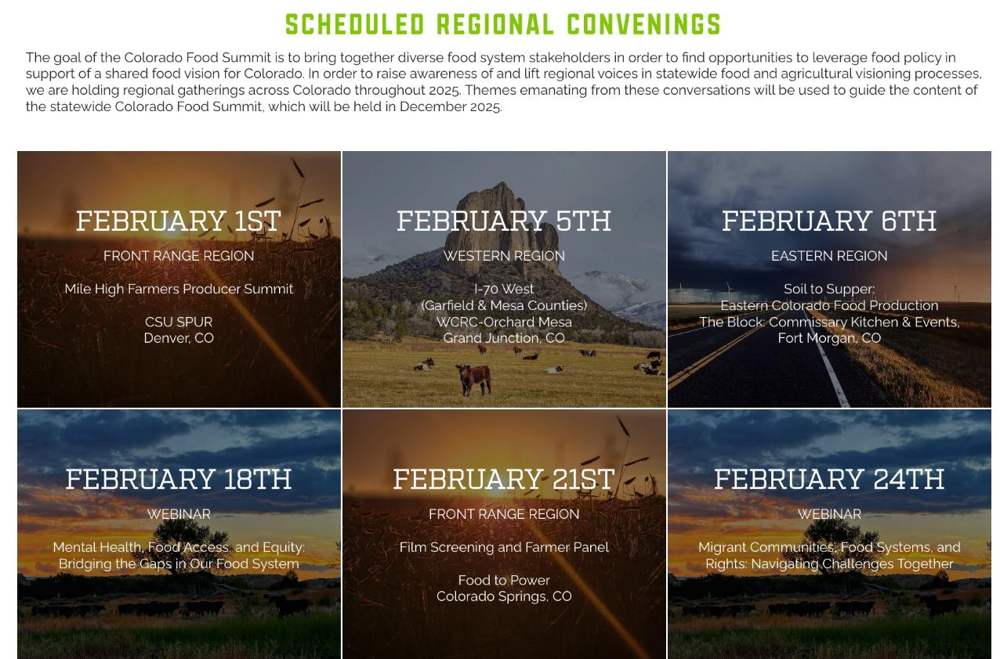 SCHEDULED REGIONAL CONVENINGS
The goal of the Colorado Food Summit is to bring together diverse food system stakeholders in order to find opportunities to leverage food policy in
support of a shared food vision for Colorado. In order to raise awareness of and lift regional voices in statewide food and agricultural visioning processes,
we are holding regional gatherings across Colorado throughout 2025. Themes emanating from these conversations will be used to guide the content of
the statewide Colorado Food Summit, which will be held in December 2025.
FEBRUARY 1ST
FRONT RANGE REGION
Mile High Farmers Producer Summit
CSU SPUR
Denver, CO
FEBRUARY 5TH
WESTERN REGION
I-70 West
(Garfield & Mesa Counties)
WCRC-Orchard Mesa
Grand Junction, CO
FEBRUARY 6TH
EASTERN REGION
Soil to Supper:
Eastern Colorado Food Production
The Block: Commissary Kitchen & Events,
Fort Morgan, CO
FEBRUARY 18TH
WEBINAR
Mental Health, Food Access, and Equity:
Bridging the Gaps in Our Food System
FEBRUARY 21ST
FRONT RANGE REGION
Film Screening and Farmer Panel
Food to Power
Colorado Springs, CO
FEBRUARY 24TH
WEBINAR
Migrant Communities, Food Systems, and
Rights: Navigating Challenges Together